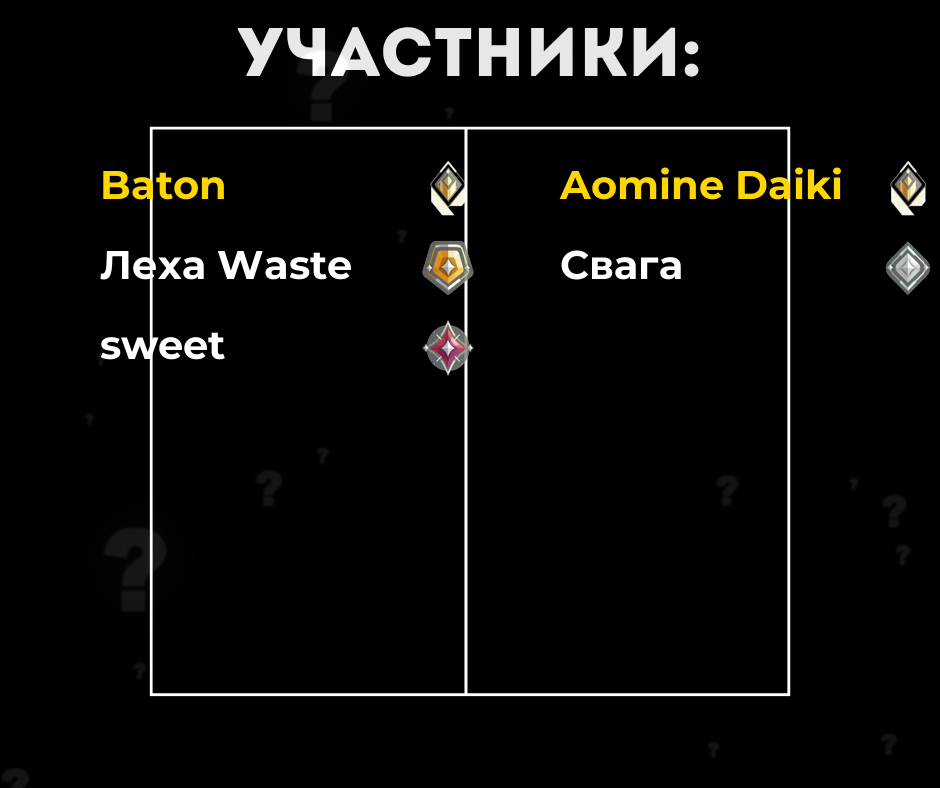 УЧАСТНИКИ:
Baton
Aomine Daiki
Леха Waste
Свага
sweet